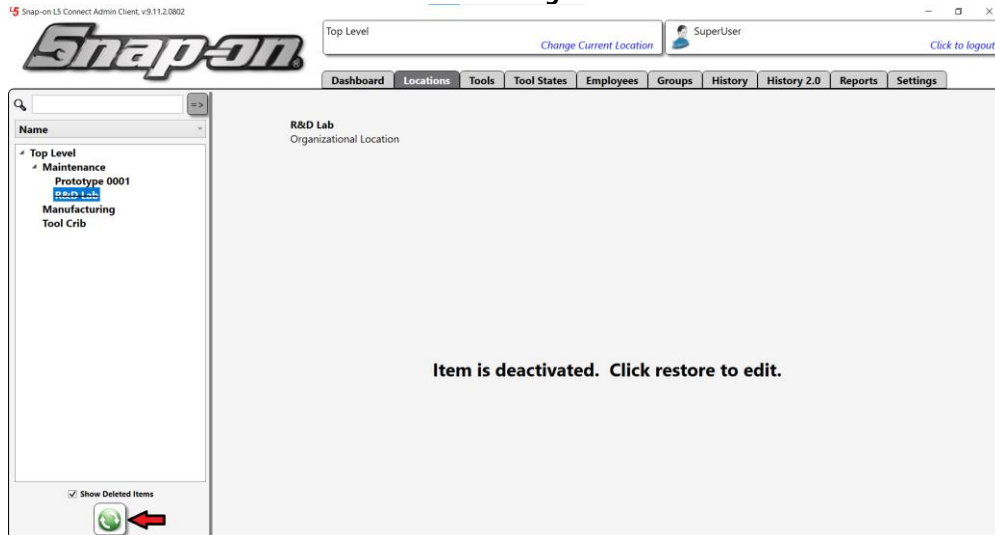 Snap-on L5 Connect Admin Client, v:9.11.2.0802
Snap-on
Top Level
Change Current Location
SuperUser
Click to logout
Dashboard Locations Tools Tool States Employees Groups History History 2.0 Reports Settings
=>
Name
Top Level
Maintenance
Prototype 0001
R&D Lab
Manufacturing
Tool Crib
R&D Lab
Organizational Location
Item is deactivated. Click restore to edit.
Show Deleted Items